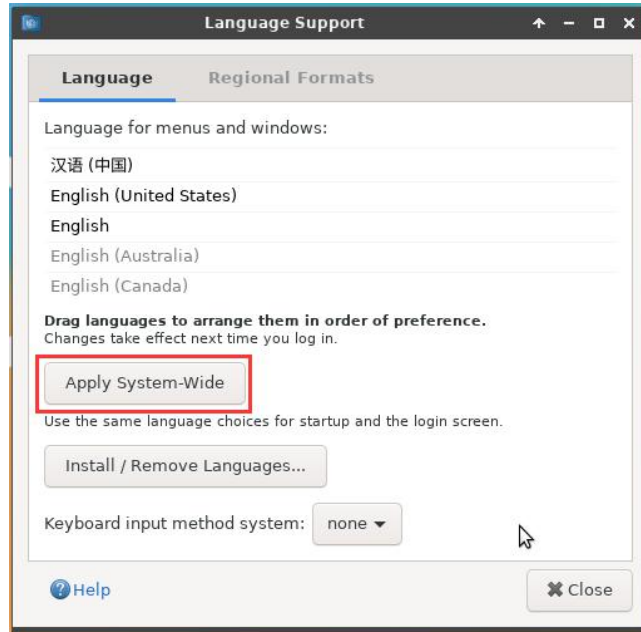 Language Support
Language Regional Formats
Language for menus and windows:
汉语 (中国)
English (United States)
English
English (Australia)
English (Canada)
Drag languages to arrange them in order of preference.
Changes take effect next time you log in.
Apply System-Wide
Use the same language choices for startup and the login screen.
Install / Remove Languages...
Keyboard input method system: none
Help Close